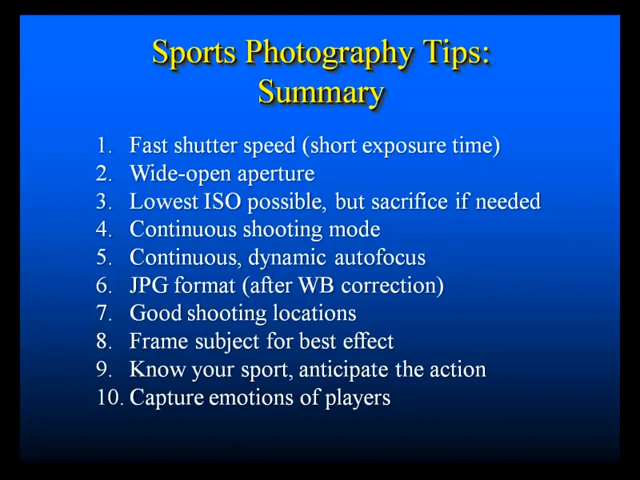 Sports Photography Tips:
Summary
1. Fast shutter speed (short exposure time)
2. Wide-open aperture
3. Lowest ISO possible, but sacrifice if needed
4. Continuous shooting mode
5. Continuous, dynamic autofocus
6. JPG format (after WB correction)
7. Good shooting locations
8. Frame subject for best effect
9. Know your sport, anticipate the action
10. Capture emotions of players